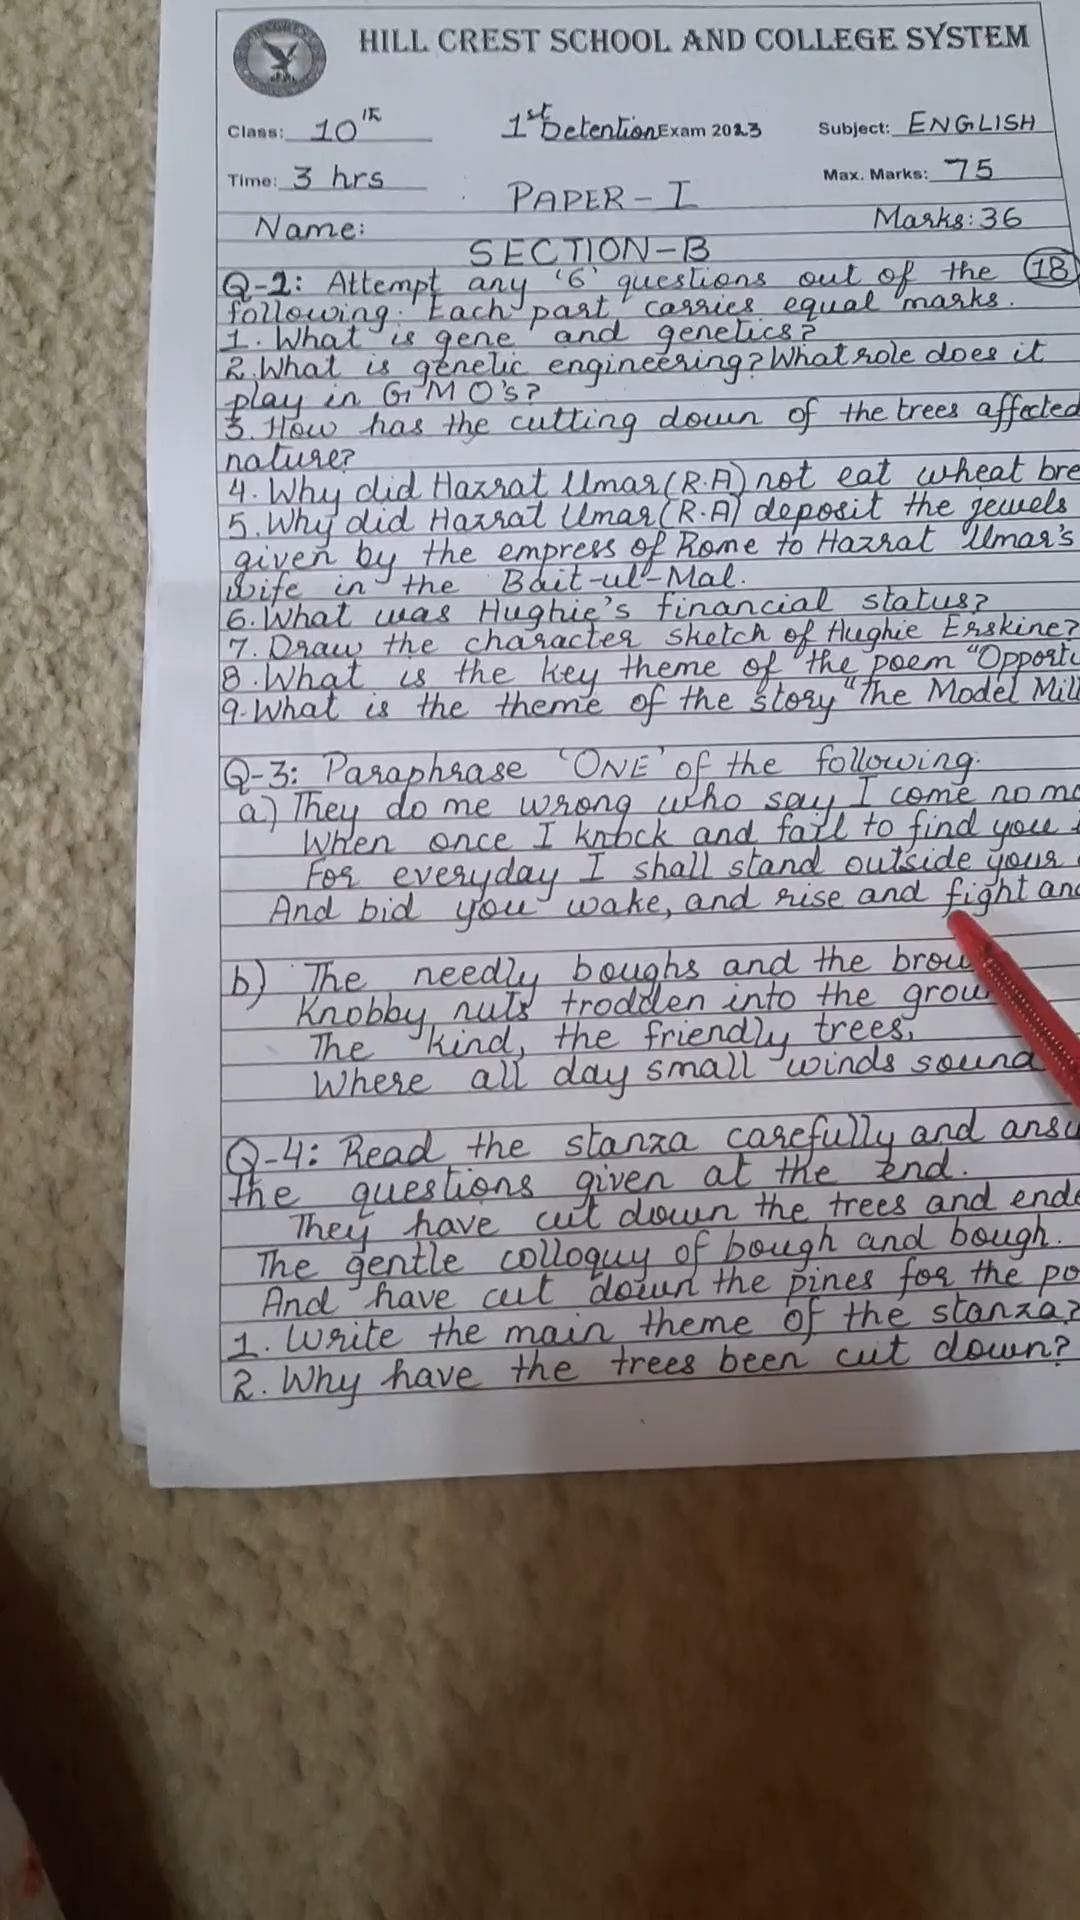 HILL CREST SCHOOL AND COLLEGE SYSTEM
Class: 10th 1st Detention Exam 2023 Subject: ENGLISH
Time: 3 hrs PAPER - I Max. Marks: 75
Name: Marks: 36
SECTION-B
Q-2: Attempt any '6' questions out of the 18
following. Each part carries equal marks.
1. What is gene and genetics?
2. What is genetic engineering? What role does it
play in GMO's?
3. How has the cutting down of the trees affected
nature?
4. Why did Hazrat Umar (R.A) not eat wheat bre
5. Why did Hazrat Umar (R.A) deposit the jewels
given by the empress of Rome to Hazrat Umar's
wife in the Bait-ul-Mal.
6. What was Hughie's financial status?
7. Draw the character sketch of Hughie Erskine?
8. What is the key theme of the poem "Opportu
9. What is the theme of the story "The Model Mill
Q-3: Paraphrase 'ONE' of the following.
a) They do me wrong who say I come no mo
When once I knock and fail to find you
For everyday I shall stand outside your
And bid you wake, and rise and fight and
b) The needly boughs and the brow
Knobby nuts trodden into the grou
The kind, the friendly trees,
Where all day small winds sound
Q-4: Read the stanza carefully and answ
the questions given at the end.
They have cut down the trees and ende
The gentle colloquy of bough and bough.
And have cut down the pines for the po
1. Write the main theme of the stanza?
2. Why have the trees been cut down?